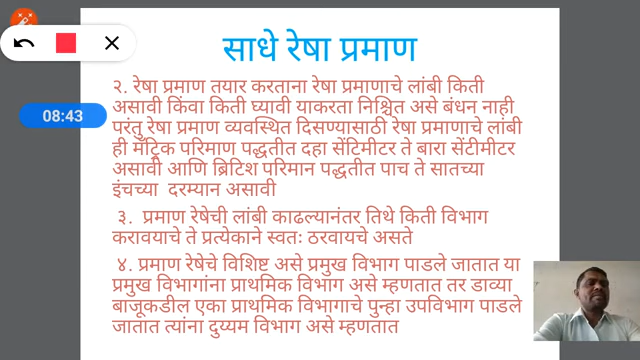 साधे रेषा प्रमाण
२. रेषा प्रमाण तयार करताना रेषा प्रमाणाचे लांबी किती
असावी किंवा किती घ्यावी याकरता निश्चित असे बंधन नाही
08:43
परंतु रेषा प्रमाण व्यवस्थित दिसण्यासाठी रेषा प्रमाणाचे लांबी
ही मॅट्रिक परिमाण पद्धतीत दहा सेंटिमीटर ते बारा सेंटीमीटर
असावी आणि ब्रिटिश परिमान पद्धतीत पाच ते सातच्या
इंचच्या दरम्यान असावी
३. प्रमाण रेषेची लांबी काढल्यानंतर तिथे किती विभाग
करावयाचे ते प्रत्येकाने स्वतः ठरवायचे असते
४. प्रमाण रेषेचे विशिष्ट असे प्रमुख विभाग पाडले जातात या
प्रमुख विभागांना प्राथमिक विभाग असे म्हणतात तर डाव्या
बाजूकडील एका प्राथमिक विभागाचे पुन्हा उपविभाग पाडले
जातात त्यांना दुय्यम विभाग असे म्हणतात